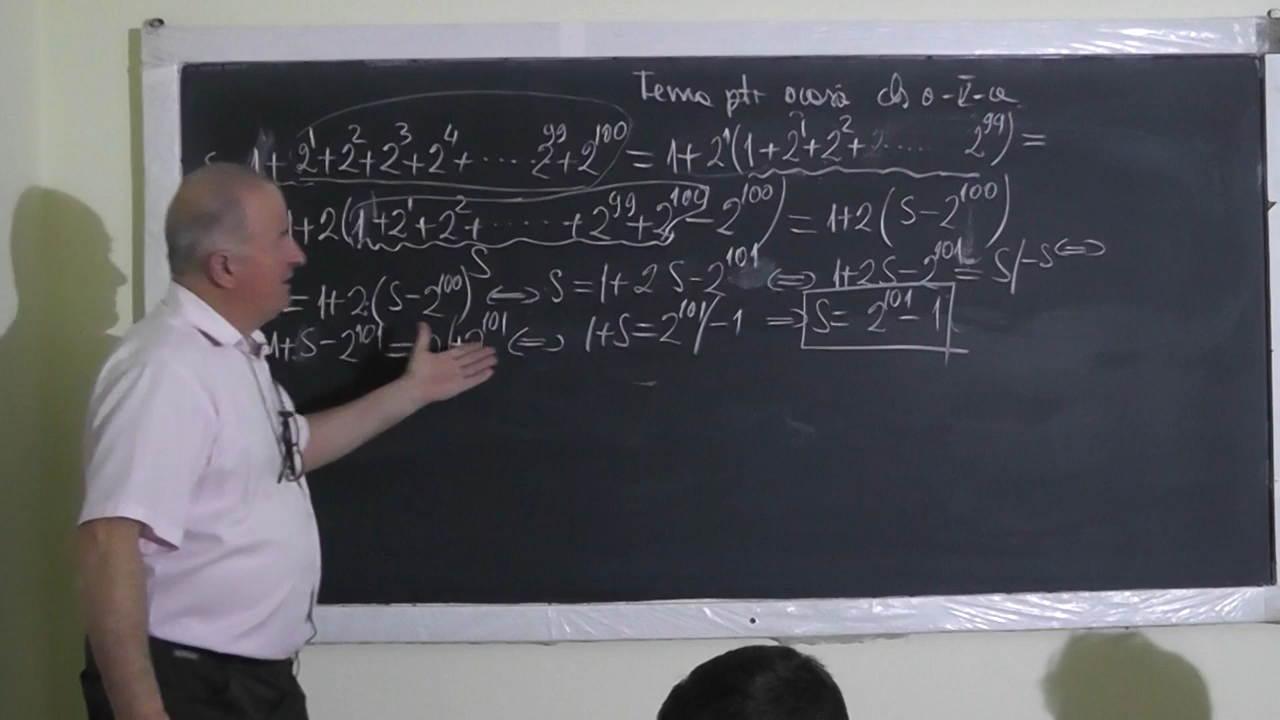 Tema ptr acasă cls a-V-a
1+2¹+2²+2³+2⁴+.....2⁹⁹+2¹⁰⁰=1+2¹(1+2¹+2²+2.....2⁹⁹)=
+2(1+2¹+2²+.....+2⁹⁹+2¹⁰⁰-2¹⁰⁰)=1+2(S-2¹⁰⁰)
S
=1+2(S-2¹⁰⁰)⇔S=1+2S-2¹⁰¹⇔1+2S-2¹⁰¹=S/-S⇔
1+S-2¹⁰¹= 2¹⁰¹⇔1+S=2¹⁰¹/-1⇒S=2¹⁰¹-1